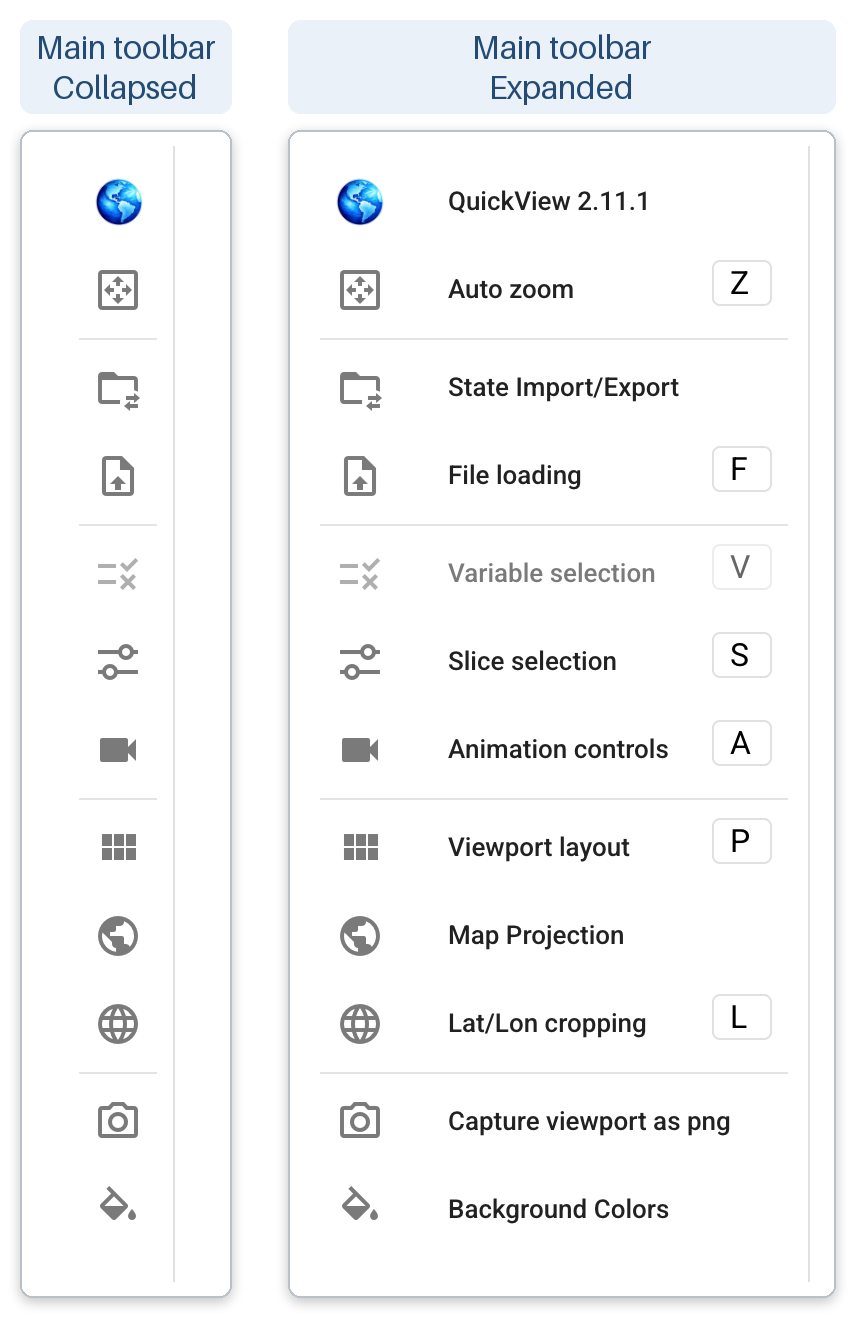 Main toolbar
Collapsed
Main toolbar
Expanded
QuickView 2.11.1
Auto zoom Z
State Import/Export
File loading F
Variable selection V
Slice selection S
Animation controls A
Viewport layout P
Map Projection
Lat/Lon cropping L
Capture viewport as png
Background Colors